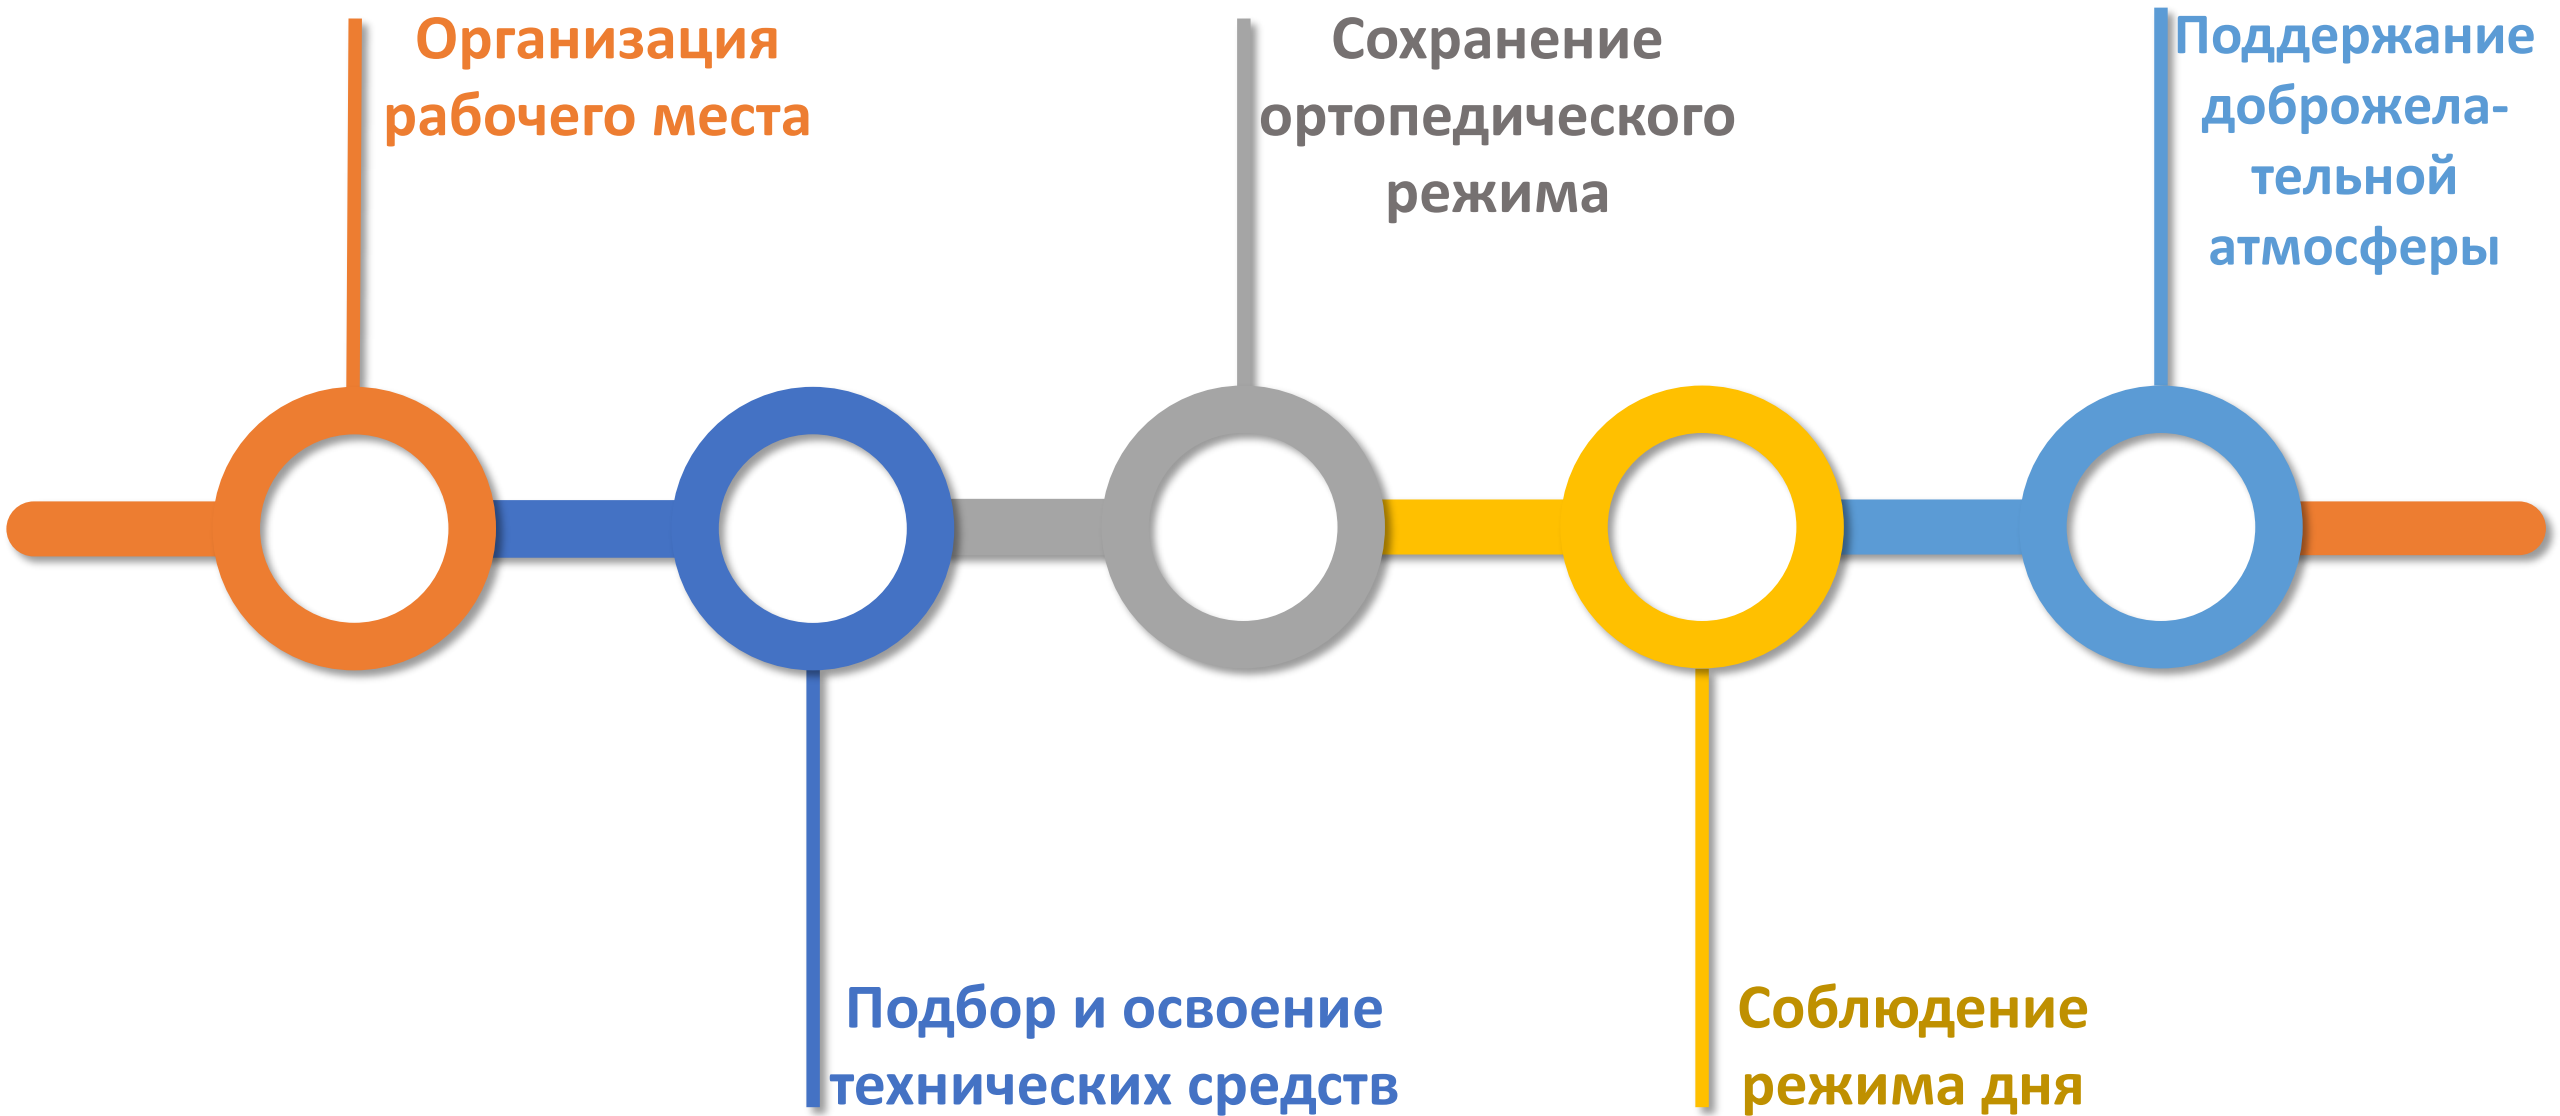 Организация
рабочего места
Подбор и освоение
технических средств
Сохранение
ортопедического
режима
Соблюдение
режима дня
Поддержание
доброжела-
тельной
атмосферы